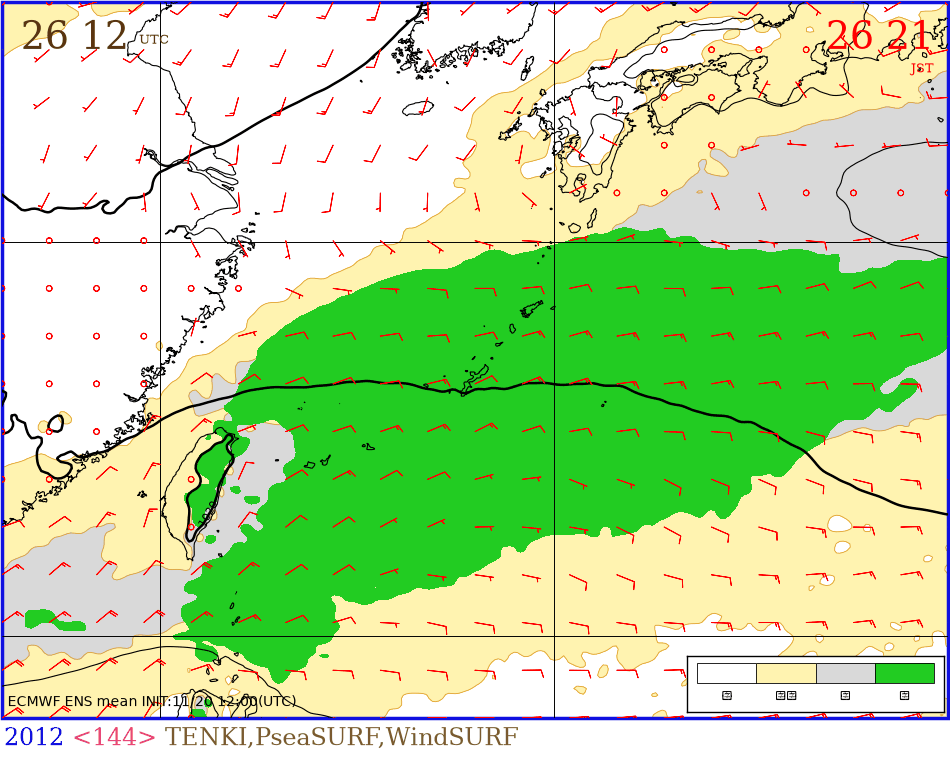 26 12 UTC
26 21
JST
1020
ECMWF ENS mean INIT:11/20 12:00(UTC)
2012 <144> TENKI,PseaSURF,WindSURF